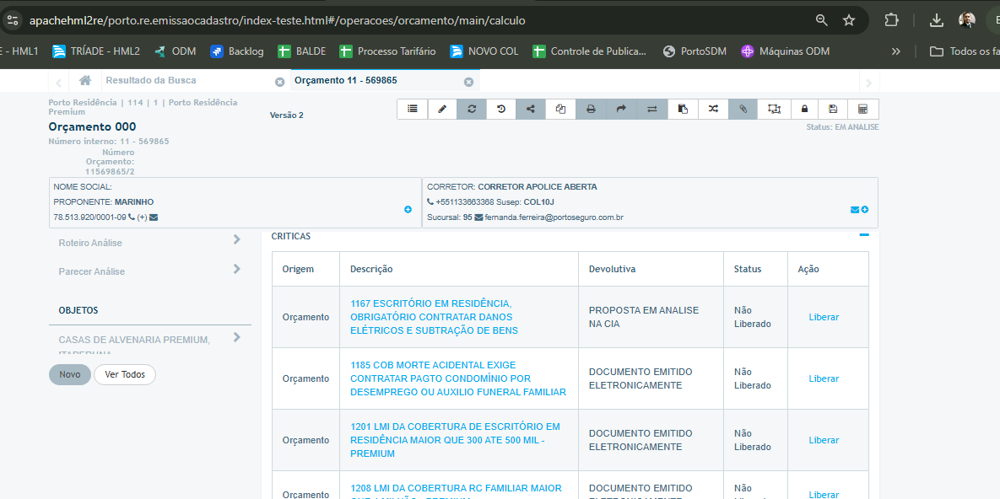 apachehml2re/porto.re.emissaocadastro/index-teste.html#/operacoes/orcamento/main/calculo
E - HML1
TRÍADE - HML2
ODM
Backlog
BALDE
Processo Tarifário
NOVO COL
Controle de Publica...
PortoSDM
Máquinas ODM
»
Todos os fa
Resultado da Busca
Orçamento 11 - 569865
Porto Residência | 114 | 1 | Porto Residência
Premium
Versão 2
Orçamento 000
Status: EM ANALISE
Número interno: 11 - 569865
Número
Orçamento:
11569865/2
NOME SOCIAL:
PROPONENTE: MARINHO
78.513.920/0001-09 (+)
CORRETOR: CORRETOR APOLICE ABERTA
+551133663368 Susep: COL10J
Sucursal: 95 fernanda.ferreira@portoseguro.com.br
Roteiro Análise
Parecer Análise
OBJETOS
CASAS DE ALVENARIA PREMIUM,
ITAPERUNA
Novo
Ver Todos
CRITICAS
Origem
Descrição
Devolutiva
Status
Ação
Orçamento
1167 ESCRITÓRIO EM RESIDÊNCIA,
OBRIGATÓRIO CONTRATAR DANOS
ELÉTRICOS E SUBTRAÇÃO DE BENS
PROPOSTA EM ANALISE
NA CIA
Não
Liberado
Liberar
Orçamento
1185 COB MORTE ACIDENTAL EXIGE
CONTRATAR PAGTO CONDOMÍNIO POR
DESEMPREGO OU AUXILIO FUNERAL FAMILIAR
DOCUMENTO EMITIDO
ELETRONICAMENTE
Não
Liberado
Liberar
Orçamento
1201 LMI DA COBERTURA DE ESCRITÓRIO EM
RESIDÊNCIA MAIOR QUE 300 ATE 500 MIL -
PREMIUM
DOCUMENTO EMITIDO
ELETRONICAMENTE
Não
Liberado
Liberar
Orçamento
1208 LMI DA COBERTURA RC FAMILIAR MAIOR
DOCUMENTO EMITIDO
ELETRONICAMENTE
Não
Liberar